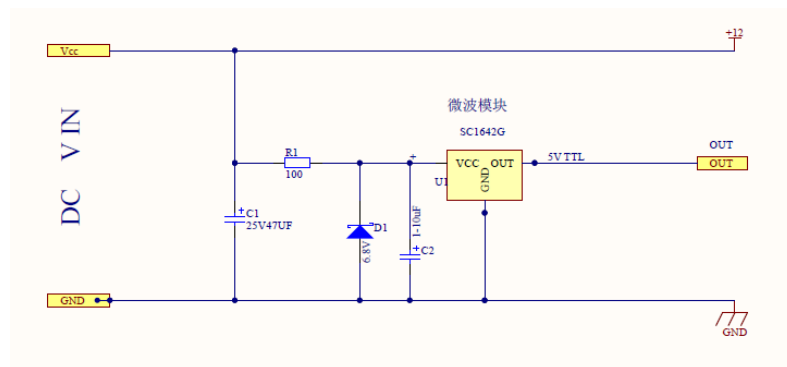 +12
Vcc
微波模块
SC1642G
DC V IN
R1
100
+
VCC OUT
GND
U1
5V TTL
OUT
OUT
+
C1
25V47UF
D1
6.8V
1-10uF
+
C2
GND
GND